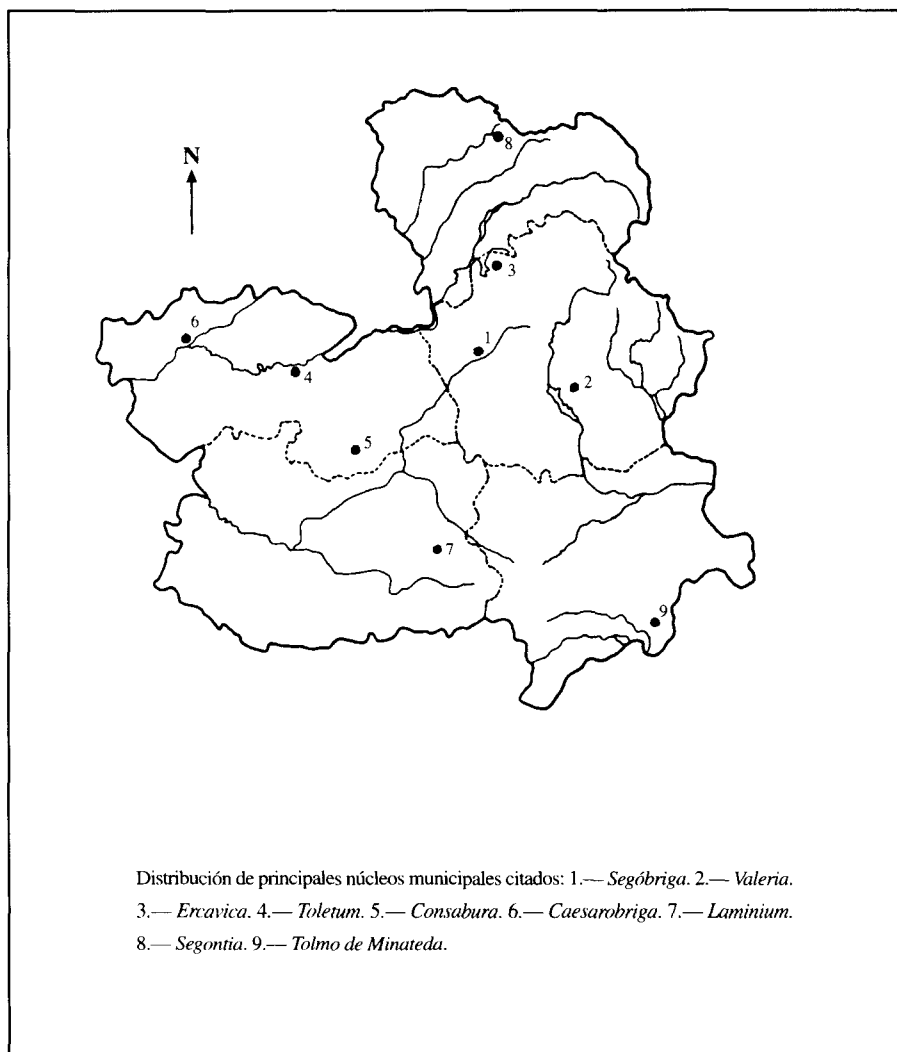 N
8
3
6
1
4
2
5
7
9
Distribución de principales núcleos municipales citados: 1.— Segóbriga. 2.— Valeria.
3.— Ercavica. 4.— Toletum. 5.— Consabura. 6.— Caesarobriga. 7.— Laminium.
8.— Segontia. 9.— Tolmo de Minateda.